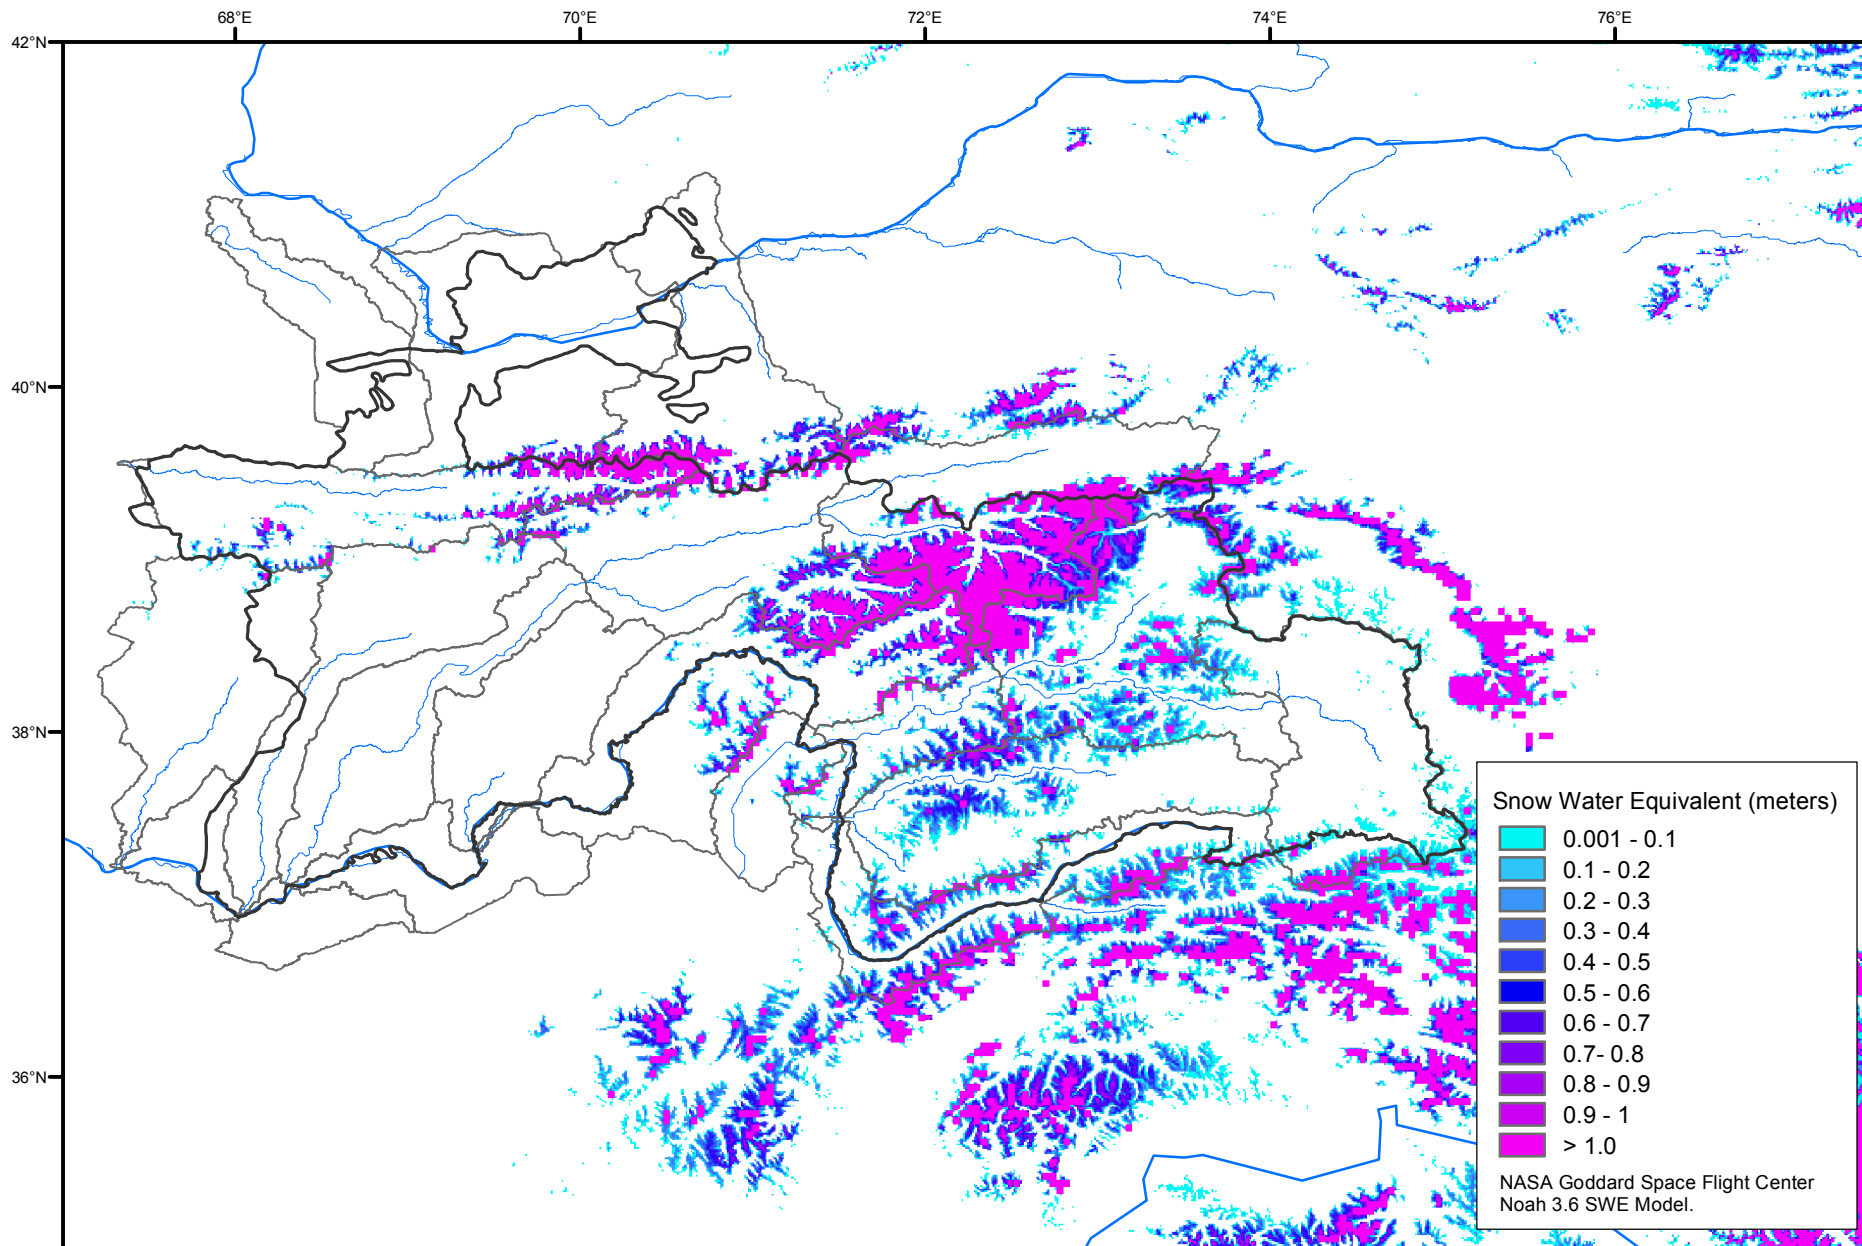 68°E
70°E
72°E
74°E
76°E
42°N
40°N
38°N
36°N
Snow Water Equivalent (meters)
0.001 - 0.1
0.1 - 0.2
0.2 - 0.3
0.3 - 0.4
0.4 - 0.5
0.5 - 0.6
0.6 - 0.7
0.7- 0.8
0.8 - 0.9
0.9 - 1
> 1.0
NASA Goddard Space Flight Center
Noah 3.6 SWE Model.